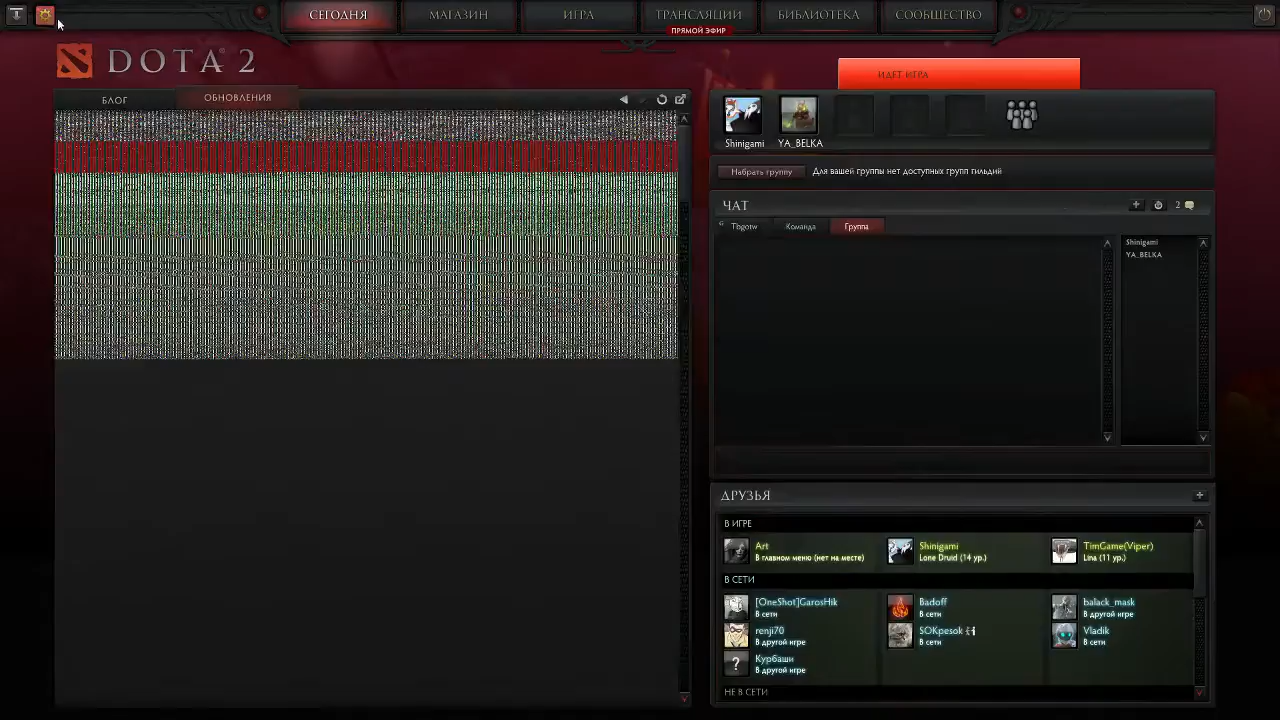 СЕГОДНЯ
МАГАЗИН
ИГРА
ТРАНСЛЯЦИИ
ПРЯМОЙ ЭФИР
БИБЛИОТЕКА
СООБЩЕСТВО
DOTA 2
БЛОГ
ОБНОВЛЕНИЯ
ИДЕТ ИГРА
Shinigami
YA_BELKA
Набрать группу
Для вашей группы нет доступных групп гильдий
ЧАТ
2
Tbgotw
Команда
Группа
Shinigami
YA_BELKA
ДРУЗЬЯ
В ИГРЕ
Art
В главном меню (нет на месте)
Shinigami
Lone Druid (14 ур.)
TimGame(Viper)
Lina (11 ур.)
В СЕТИ
[OneShot]GarosHik
В сети
Badoff
В сети
balack_mask
В другой игре
renji70
В другой игре
SOKpesok
В сети
Vladik
В сети
?
Курбаши
В другой игре
НЕ В СЕТИ